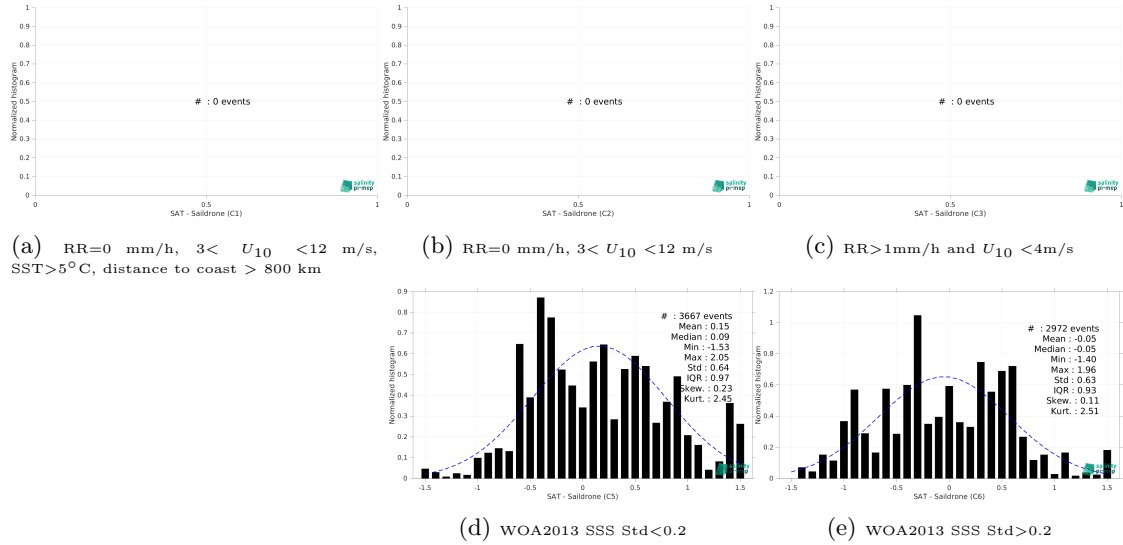 1
0.9
0.8
0.7
0.6
0.5
0.4
0.3
0.2
0.1
0
Normalized histogram
# : 0 events
0 0.5 1
SAT - Saildrone (C1)
salinity
pi-mep
1
0.9
0.8
0.7
0.6
0.5
0.4
0.3
0.2
0.1
0
Normalized histogram
# : 0 events
0 0.5 1
SAT - Saildrone (C2)
salinity
pi-mep
1
0.9
0.8
0.7
0.6
0.5
0.4
0.3
0.2
0.1
0
Normalized histogram
# : 0 events
0 0.5 1
SAT - Saildrone (C3)
salinity
pi-mep
(a) RR=0 mm/h, 3< U10 <12 m/s,
SST>5°C, distance to coast > 800 km
(b) RR=0 mm/h, 3< U10 <12 m/s
(c) RR>1mm/h and U10 <4m/s
0.9
0.8
0.7
0.6
0.5
0.4
0.3
0.2
0.1
0
Normalized histogram
# : 3667 events
Mean : 0.15
Median : 0.09
Min : -1.53
Max : 2.05
Std : 0.64
IQR : 0.97
Skew. : 0.23
Kurt. : 2.45
salinity
pi-mep
-1.5 -1 -0.5 0 0.5 1 1.5
SAT - Saildrone (C5)
1.2
1
0.8
0.6
0.4
0.2
0
Normalized histogram
# : 2972 events
Mean : -0.05
Median : -0.05
Min : -1.40
Max : 1.96
Std : 0.63
IQR : 0.93
Skew. : 0.11
Kurt. : 2.51
salinity
pi-mep
-1.5 -1 -0.5 0 0.5 1 1.5
SAT - Saildrone (C6)
(d) WOA2013 SSS Std<0.2
(e) WOA2013 SSS Std>0.2